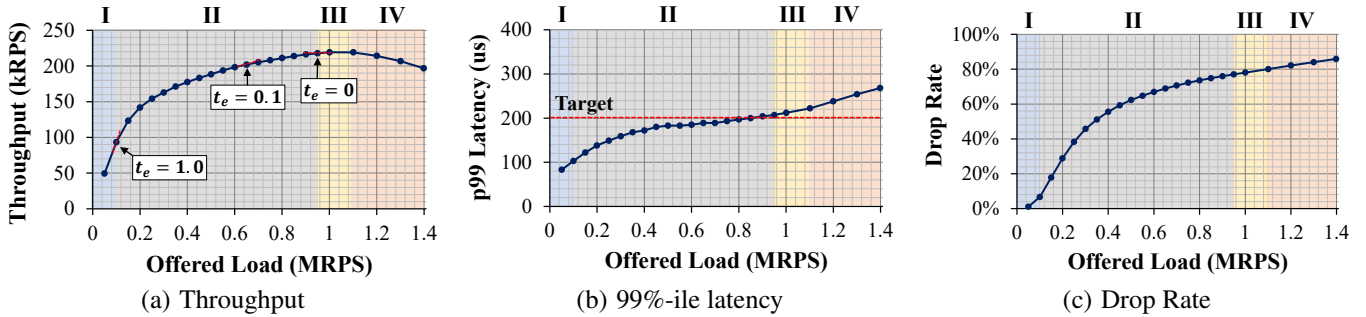 I II III IV
Throughput (kRPS)
250
200
150
100
50
0
t_e = 0.1
t_e = 0
t_e = 1.0
0 0.2 0.4 0.6 0.8 1 1.2 1.4
Offered Load (MRPS)
(a) Throughput
I II III IV
p99 Latency (us)
400
300
200
100
0
Target
0 0.2 0.4 0.6 0.8 1 1.2 1.4
Offered Load (MRPS)
(b) 99%-ile latency
I II III IV
Drop Rate
100%
80%
60%
40%
20%
0%
0 0.2 0.4 0.6 0.8 1 1.2 1.4
Offered Load (MRPS)
(c) Drop Rate